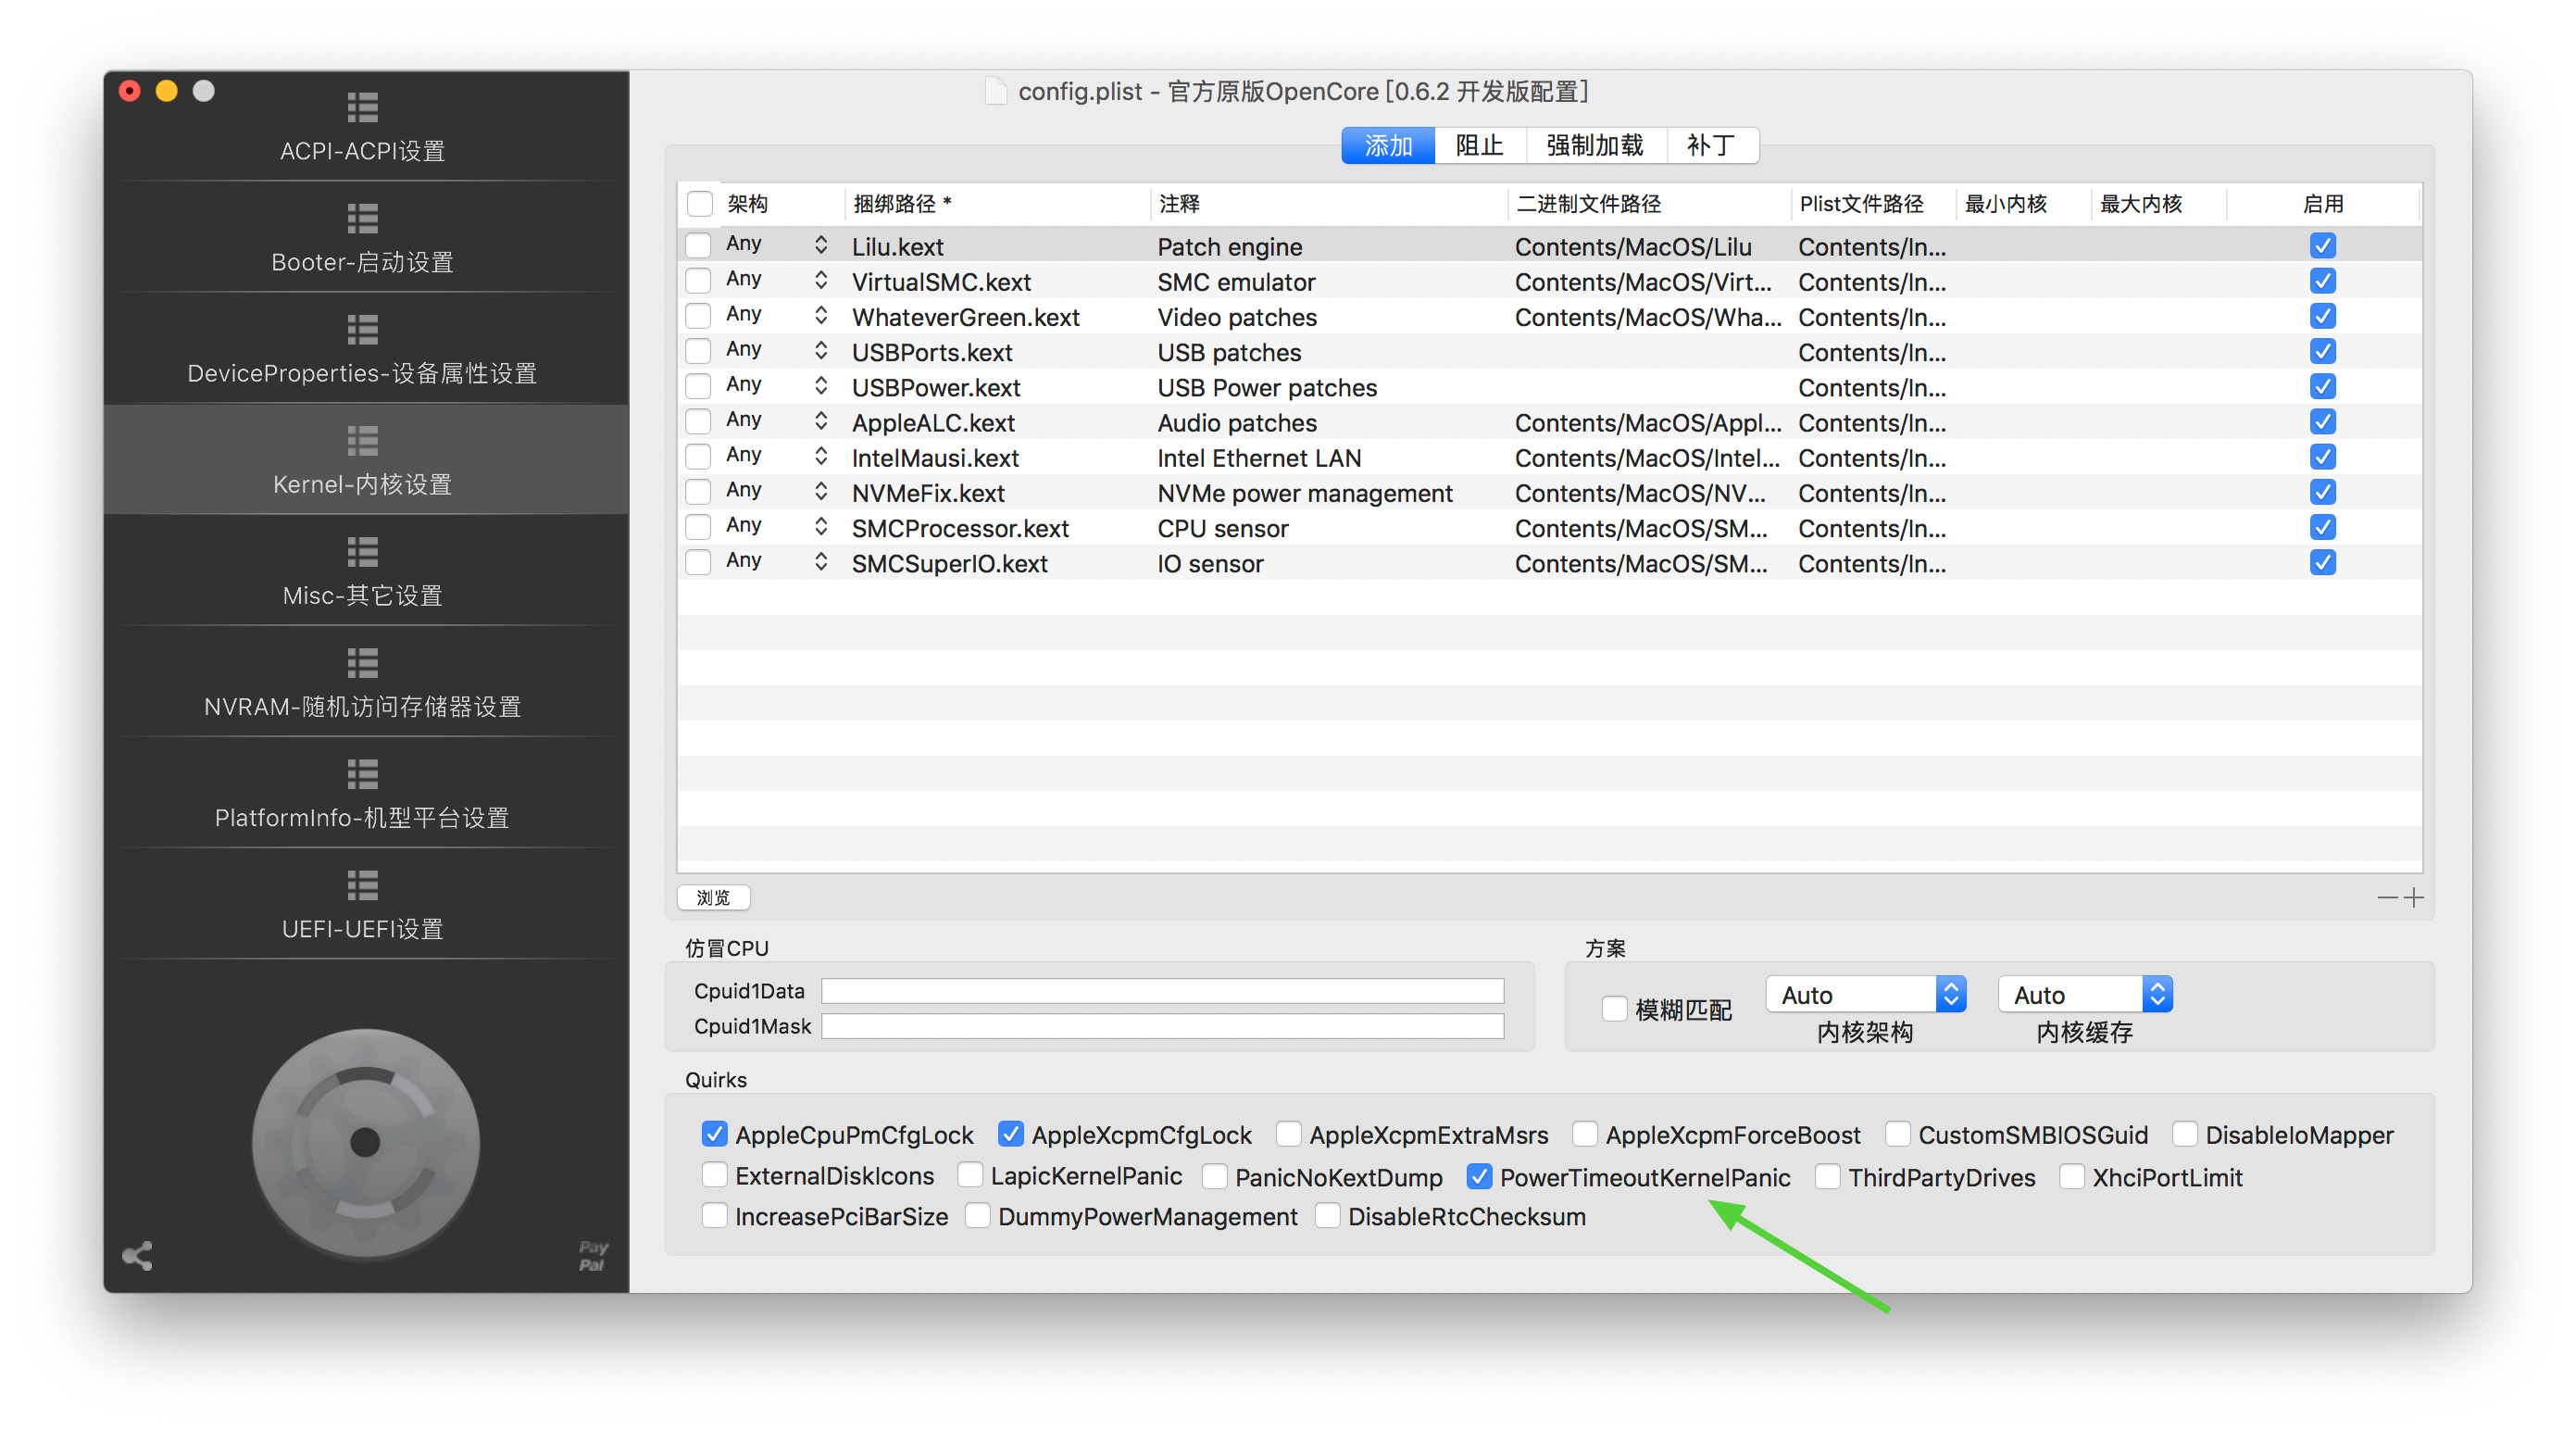 config.plist - 官方原版OpenCore [0.6.2 开发版配置]
ACPI-ACPI设置
Booter-启动设置
DeviceProperties-设备属性设置
Kernel-内核设置
Misc-其它设置
NVRAM-随机访问存储器设置
PlatformInfo-机型平台设置
UEFI-UEFI设置
Pay
Pal
添加 阻止 强制加载 补丁
架构 捆绑路径 * 注释 二进制文件路径 Plist文件路径 最小内核 最大内核 启用
Any Lilu.kext Patch engine Contents/MacOS/Lilu Contents/In...
Any VirtualSMC.kext SMC emulator Contents/MacOS/Virt... Contents/In...
Any WhateverGreen.kext Video patches Contents/MacOS/Wha... Contents/In...
Any USBPorts.kext USB patches Contents/In...
Any USBPower.kext USB Power patches Contents/In...
Any AppleALC.kext Audio patches Contents/MacOS/Appl... Contents/In...
Any IntelMausi.kext Intel Ethernet LAN Contents/MacOS/Intel... Contents/In...
Any NVMeFix.kext NVMe power management Contents/MacOS/NV... Contents/In...
Any SMCProcessor.kext CPU sensor Contents/MacOS/SM... Contents/In...
Any SMCSuperIO.kext IO sensor Contents/MacOS/SM... Contents/In...
浏览
仿冒CPU
Cpuid1Data
Cpuid1Mask
方案
模糊匹配 Auto Auto
内核架构 内核缓存
Quirks
AppleCpuPmCfgLock AppleXcpmCfgLock AppleXcpmExtraMsrs AppleXcpmForceBoost CustomSMBIOSGuid DisableIoMapper
ExternalDiskIcons LapicKernelPanic PanicNoKextDump PowerTimeoutKernelPanic ThirdPartyDrives XhciPortLimit
IncreasePciBarSize DummyPowerManagement DisableRtcChecksum